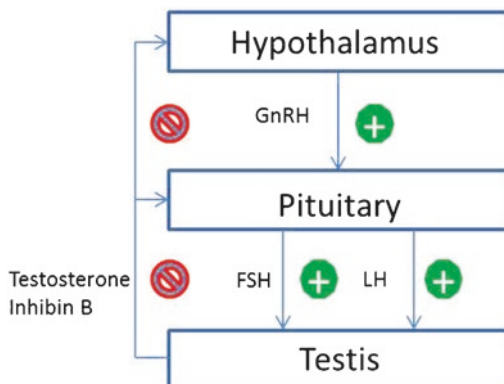 Hypothalamus
GnRH
Pituitary
Testosterone
Inhibin B
FSH
LH
Testis